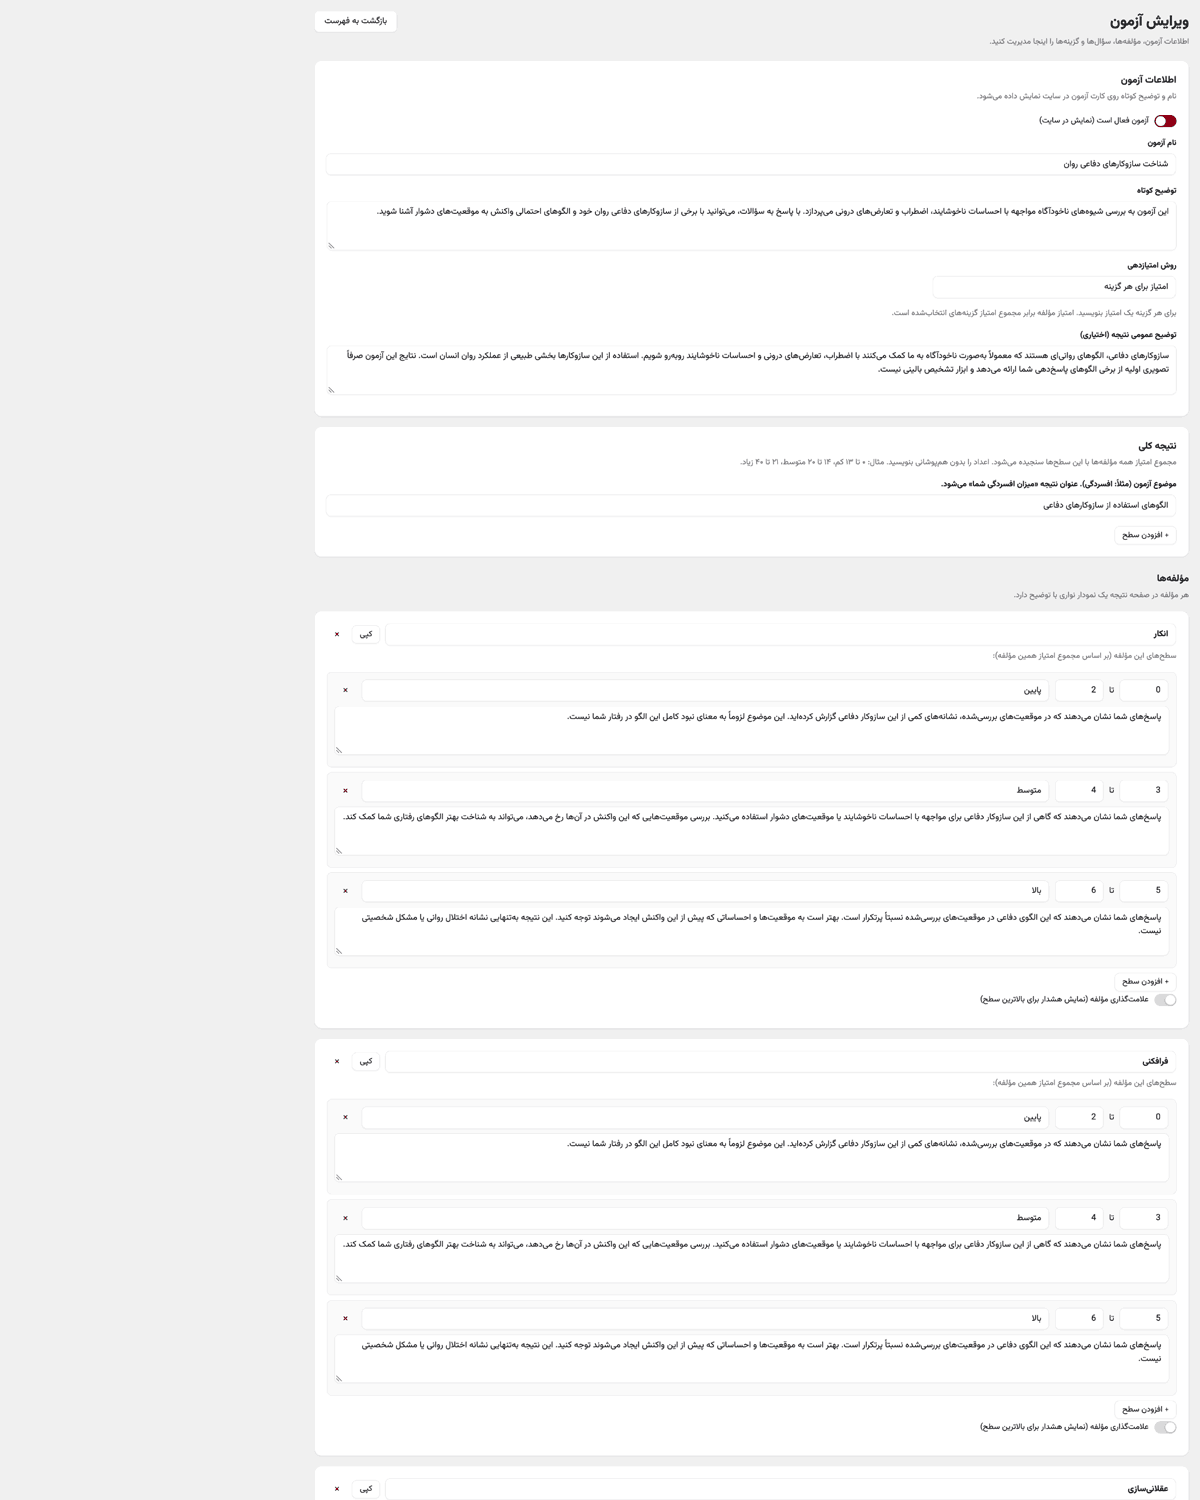 ویرایش آزمون
بازگشت به فهرست
اطلاعات آزمون، مؤلفه‌ها، سؤال‌ها و گزینه‌ها را اینجا مدیریت کنید.
اطلاعات آزمون
نام و توضیح کوتاه روی کارت آزمون در سایت نمایش داده می‌شود.
آزمون فعال است (نمایش در سایت)
نام آزمون
شناخت سازوکارهای دفاعی روان
توضیح کوتاه
این آزمون به بررسی شیوه‌های ناخودآگاه مواجهه با احساسات ناخوشایند، اضطراب و تعارض‌های درونی می‌پردازد. با پاسخ به سؤالات، می‌توانید با برخی از سازوکارهای دفاعی روان خود و الگوهای احتمالی واکنش به موقعیت‌های دشوار آشنا شوید.
روش امتیازدهی
امتیاز برای هر گزینه
برای هر گزینه یک امتیاز بنویسید. امتیاز مؤلفه برابر مجموع امتیاز گزینه‌های انتخاب‌شده است.
توضیح عمومی نتیجه (اختیاری)
سازوکارهای دفاعی، الگوهای روانی‌ای هستند که معمولاً به‌صورت ناخودآگاه به ما کمک می‌کنند با اضطراب، تعارض‌های درونی و احساسات ناخوشایند روبه‌رو شویم. استفاده از این سازوکارها بخشی طبیعی از عملکرد روان انسان است. نتایج این آزمون صرفاً
تصویری اولیه از برخی الگوهای پاسخ‌دهی شما ارائه می‌دهد و ابزار تشخیص بالینی نیست.
نتیجه کلی
مجموع امتیاز همه مؤلفه‌ها با این سطح‌ها سنجیده می‌شود. اعداد را بدون هم‌پوشانی بنویسید. مثال: ۰ تا ۱۳ کم، ۱۴ تا ۲۰ متوسط، ۲۱ تا ۴۰ زیاد.
موضوع آزمون (مثلاً: افسردگی). عنوان نتیجه «میزان افسردگی شما» می‌شود.
الگوهای استفاده از سازوکارهای دفاعی
+ افزودن سطح
مؤلفه‌ها
هر مؤلفه در صفحه نتیجه یک نمودار نواری با توضیح دارد.
انکار
کپی ×
سطح‌های این مؤلفه (بر اساس مجموع امتیاز همین مؤلفه):
0 تا 2 پایین ×
پاسخ‌های شما نشان می‌دهند که در موقعیت‌های بررسی‌شده، نشانه‌های کمی از این سازوکار دفاعی گزارش کرده‌اید. این موضوع لزوماً به معنای نبود کامل این الگو در رفتار شما نیست.
3 تا 4 متوسط ×
پاسخ‌های شما نشان می‌دهند که گاهی از این سازوکار دفاعی برای مواجهه با احساسات ناخوشایند یا موقعیت‌های دشوار استفاده می‌کنید. بررسی موقعیت‌هایی که این واکنش در آن‌ها رخ می‌دهد، می‌تواند به شناخت بهتر الگوهای رفتاری شما کمک کند.
5 تا 6 بالا ×
پاسخ‌های شما نشان می‌دهند که این الگوی دفاعی در موقعیت‌های بررسی‌شده نسبتاً پرتکرار است. بهتر است به موقعیت‌ها و احساساتی که پیش از این واکنش ایجاد می‌شوند توجه کنید. این نتیجه به‌تنهایی نشانه اختلال روانی یا مشکل شخصیتی
نیست.
+ افزودن سطح
علامت‌گذاری مؤلفه (نمایش هشدار برای بالاترین سطح)
فرافکنی
کپی ×
سطح‌های این مؤلفه (بر اساس مجموع امتیاز همین مؤلفه):
0 تا 2 پایین ×
پاسخ‌های شما نشان می‌دهند که در موقعیت‌های بررسی‌شده، نشانه‌های کمی از این سازوکار دفاعی گزارش کرده‌اید. این موضوع لزوماً به معنای نبود کامل این الگو در رفتار شما نیست.
3 تا 4 متوسط ×
پاسخ‌های شما نشان می‌دهند که گاهی از این سازوکار دفاعی برای مواجهه با احساسات ناخوشایند یا موقعیت‌های دشوار استفاده می‌کنید. بررسی موقعیت‌هایی که این واکنش در آن‌ها رخ می‌دهد، می‌تواند به شناخت بهتر الگوهای رفتاری شما کمک کند.
5 تا 6 بالا ×
پاسخ‌های شما نشان می‌دهند که این الگوی دفاعی در موقعیت‌های بررسی‌شده نسبتاً پرتکرار است. بهتر است به موقعیت‌ها و احساساتی که پیش از این واکنش ایجاد می‌شوند توجه کنید. این نتیجه به‌تنهایی نشانه اختلال روانی یا مشکل شخصیتی
نیست.
+ افزودن سطح
علامت‌گذاری مؤلفه (نمایش هشدار برای بالاترین سطح)
عقلانی‌سازی
کپی ×